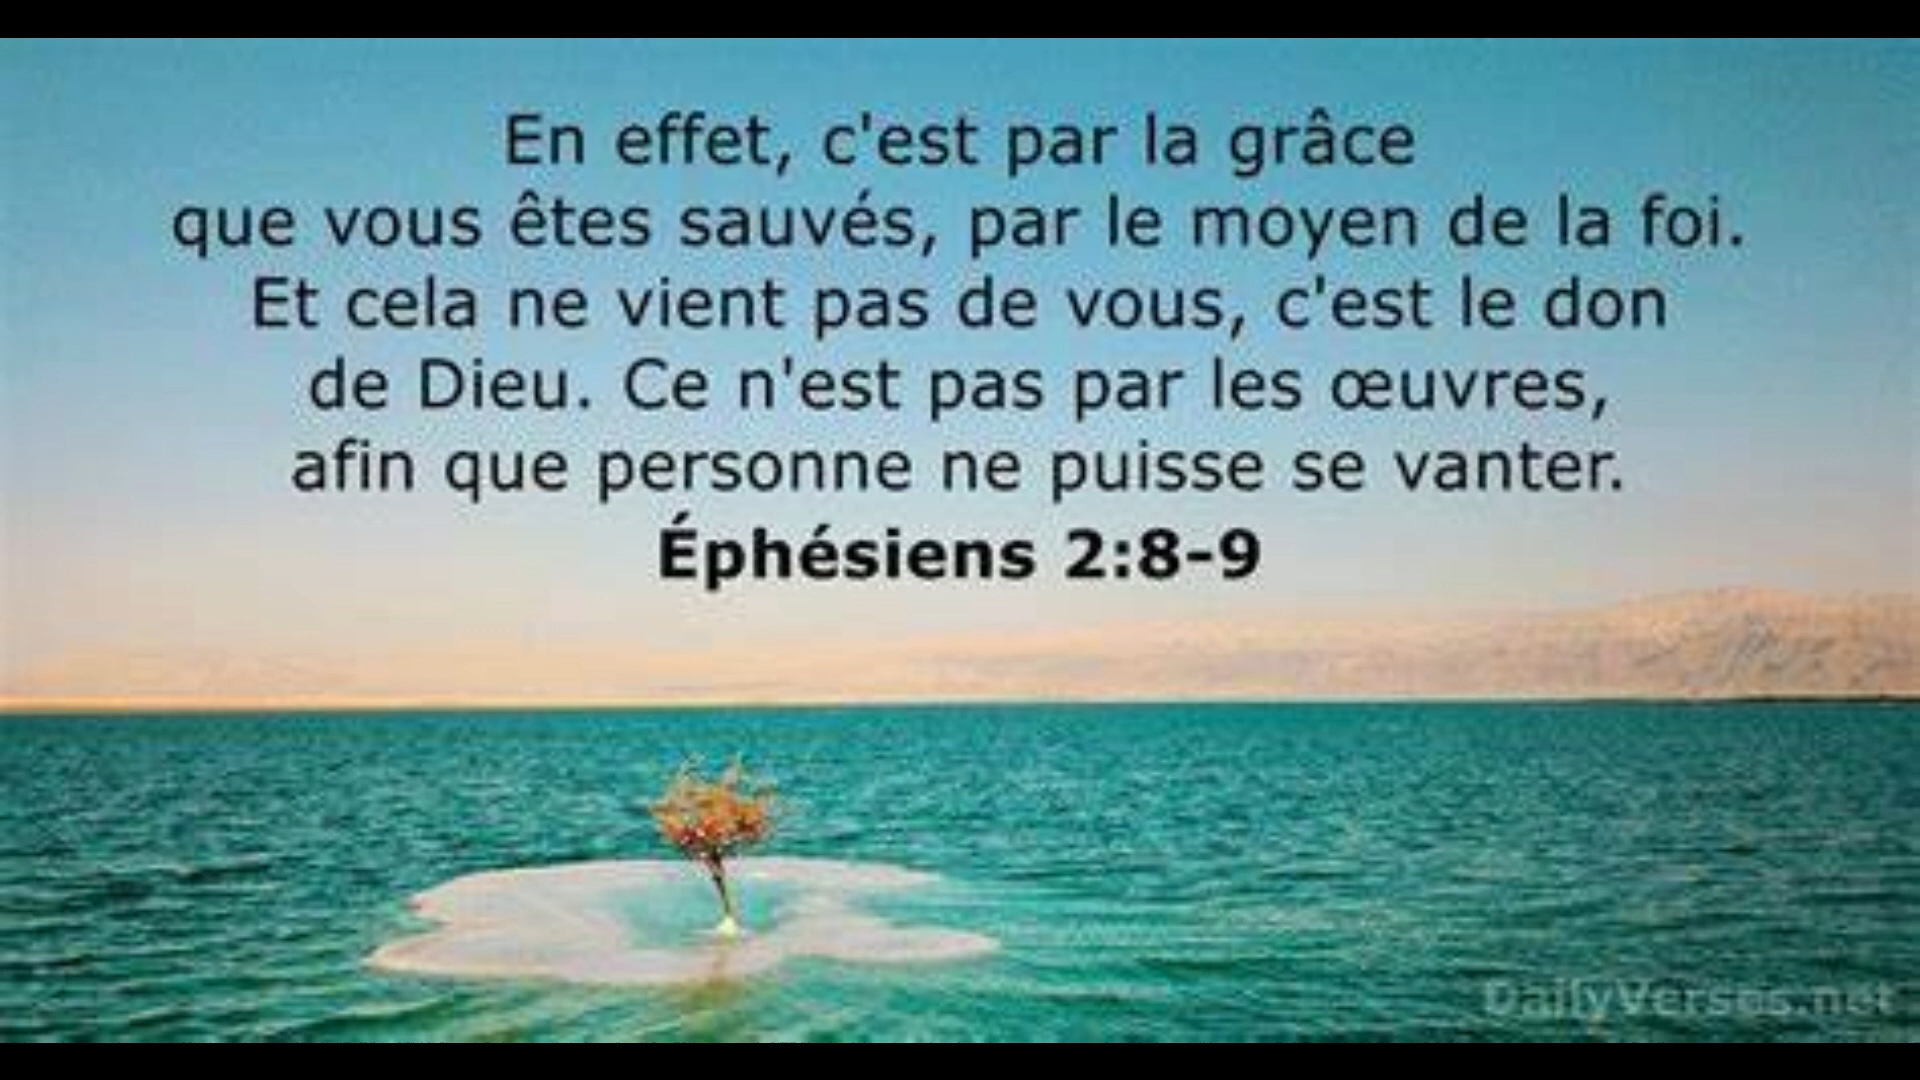 En effet, c'est par la grâce
que vous êtes sauvés, par le moyen de la foi.
Et cela ne vient pas de vous, c'est le don
de Dieu. Ce n'est pas par les œuvres,
afin que personne ne puisse se vanter.
Éphésiens 2:8-9
DailyVerses.net